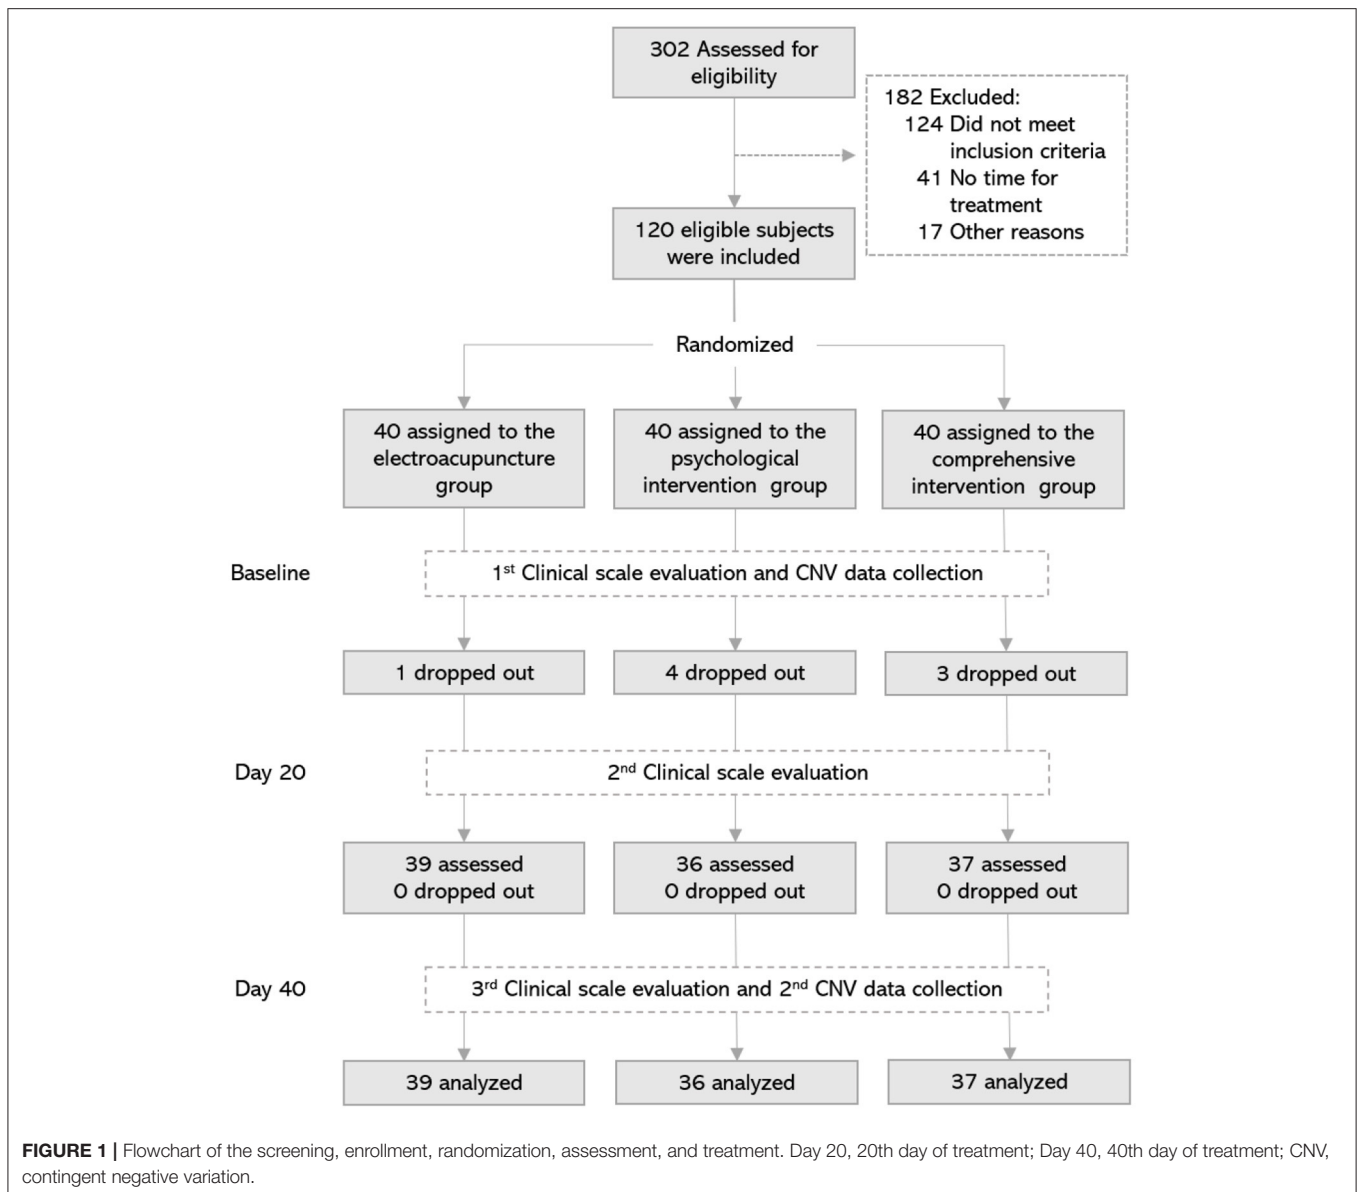 302 Assessed for
eligibility
182 Excluded:
124 Did not meet
inclusion criteria
41 No time for
treatment
17 Other reasons
120 eligible subjects
were included
Randomized
40 assigned to the
electroacupuncture
group
40 assigned to the
psychological
intervention group
40 assigned to the
comprehensive
intervention group
Baseline
1st Clinical scale evaluation and CNV data collection
1 dropped out
4 dropped out
3 dropped out
Day 20
2nd Clinical scale evaluation
39 assessed
0 dropped out
36 assessed
0 dropped out
37 assessed
0 dropped out
Day 40
3rd Clinical scale evaluation and 2nd CNV data collection
39 analyzed
36 analyzed
37 analyzed
FIGURE 1 | Flowchart of the screening, enrollment, randomization, assessment, and treatment. Day 20, 20th day of treatment; Day 40, 40th day of treatment; CNV,
contingent negative variation.